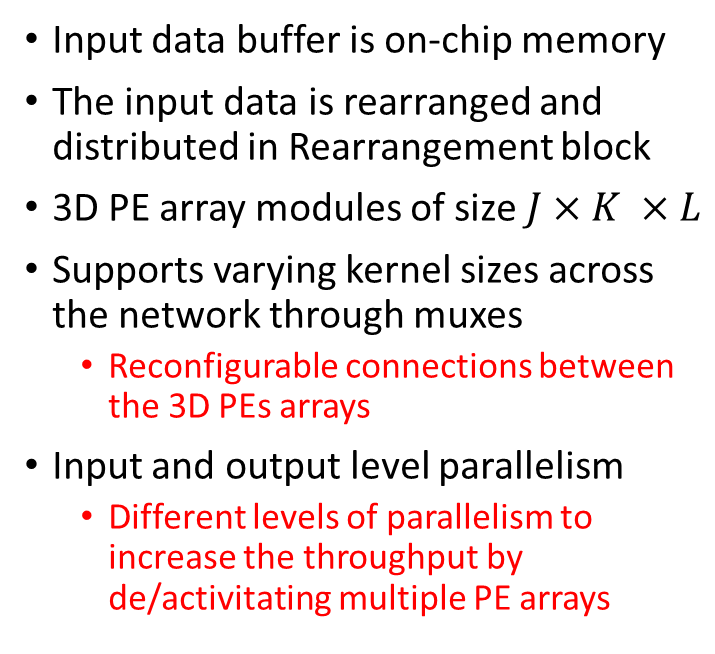 • Input data buffer is on-chip memory
• The input data is rearranged and
distributed in Rearrangement block
• 3D PE array modules of size J × K × L
• Supports varying kernel sizes across
the network through muxes
• Reconfigurable connections between
the 3D PEs arrays
• Input and output level parallelism
• Different levels of parallelism to
increase the throughput by
de/activitating multiple PE arrays